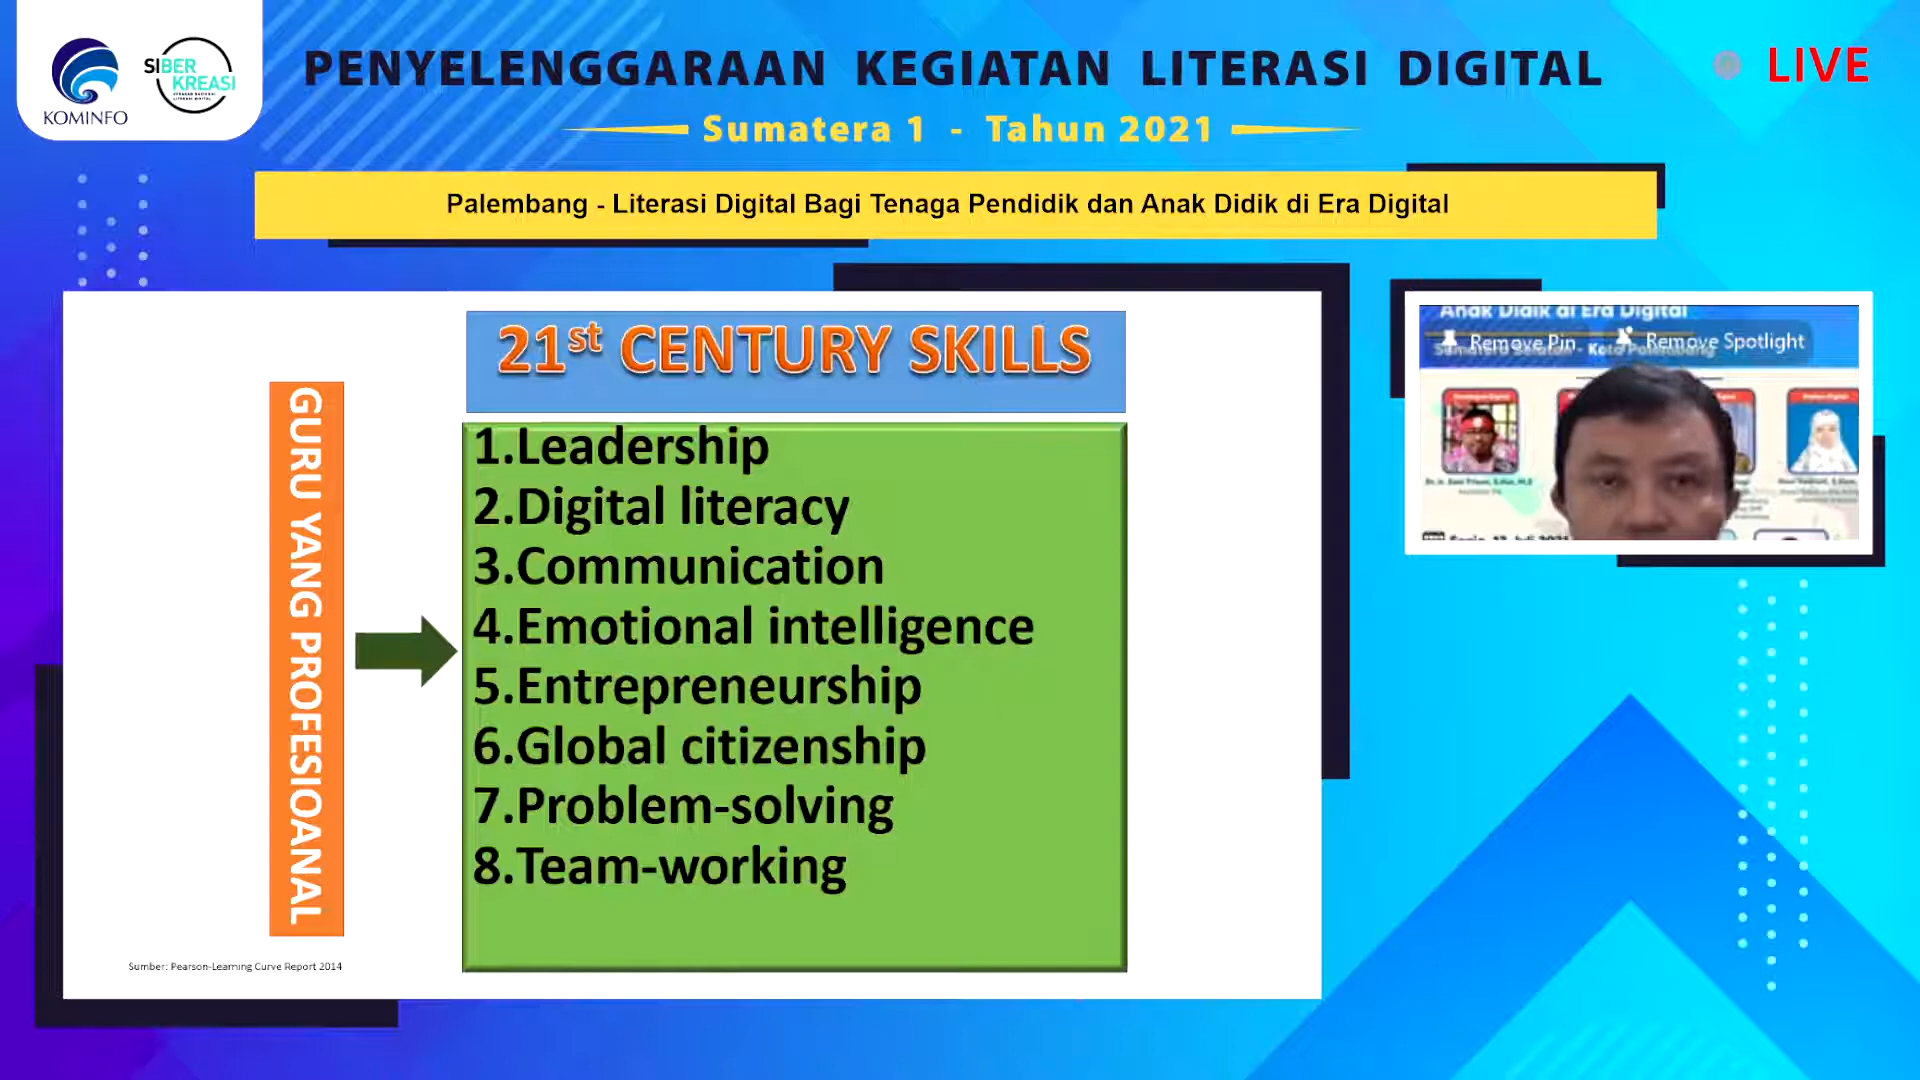 KOMINFO
SIBER
KREASI
PENYELENGGARAAN KEGIATAN LITERASI DIGITAL
LIVE
Sumatera 1 - Tahun 2021
Palembang - Literasi Digital Bagi Tenaga Pendidik dan Anak Didik di Era Digital
21st CENTURY SKILLS
GURU YANG PROFESIOANAL
1.Leadership
2.Digital literacy
3.Communication
4.Emotional intelligence
5.Entrepreneurship
6.Global citizenship
7.Problem-solving
8.Team-working
Sumber: Pearson-Learning Curve Report 2014
Anak Didik di Era Digital
Remove Pin
Remove Spotlight
Kota Palembang